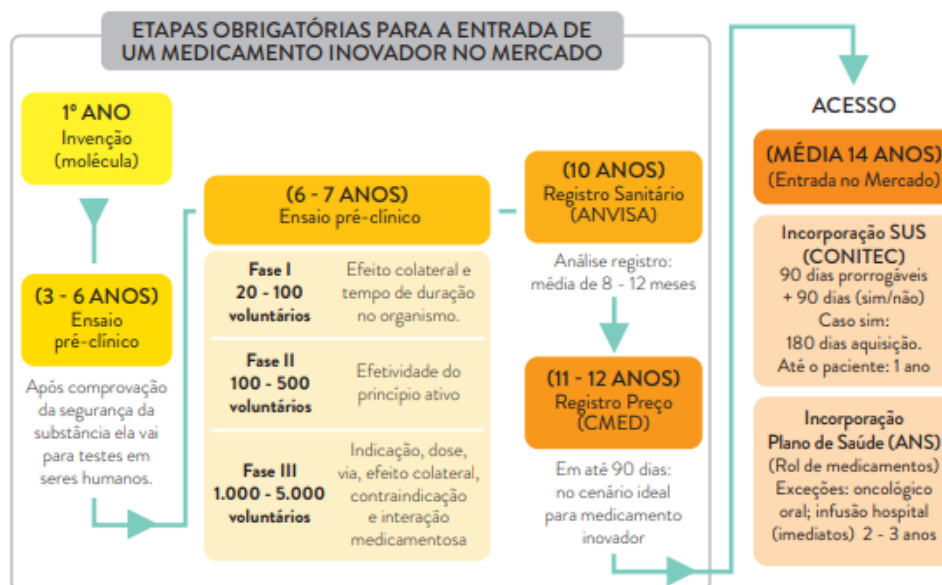 ETAPAS OBRIGATÓRIAS PARA A ENTRADA DE
UM MEDICAMENTO INOVADOR NO MERCADO
1º ANO
Invenção
(molécula)
(3 - 6 ANOS)
Ensaio
pré-clínico
Após comprovação
da segurança da
substância ela vai
para testes em
seres humanos.
(6 - 7 ANOS)
Ensaio pré-clínico
Fase I
20 - 100
voluntários
Efeito colateral e
tempo de duração
no organismo.
Fase II
100 - 500
voluntários
Efetividade do
princípio ativo
Fase III
1.000 - 5.000
voluntários
Indicação, dose,
via, efeito colateral,
contraindicação
e interação
medicamentosa
(10 ANOS)
Registro Sanitário
(ANVISA)
Análise registro:
média de 8 - 12 meses
(11 - 12 ANOS)
Registro Preço
(CMED)
Em até 90 dias:
no cenário ideal
para medicamento
inovador
ACESSO
(MÉDIA 14 ANOS)
(Entrada no Mercado)
Incorporação SUS
(CONITEC)
90 dias prorrogáveis
+ 90 dias (sim/não)
Caso sim:
180 dias aquisição.
Até o paciente: 1 ano
Incorporação
Plano de Saúde (ANS)
(Rol de medicamentos)
Exceções: oncológico
oral; infusão hospital
(imediatos) 2 - 3 anos